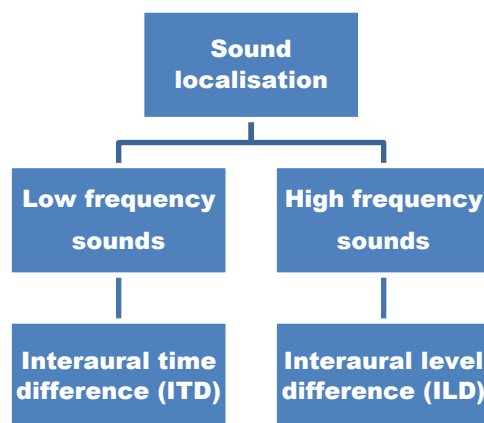 Sound
localisation
Low frequency
sounds
High frequency
sounds
Interaural time
difference (ITD)
Interaural level
difference (ILD)